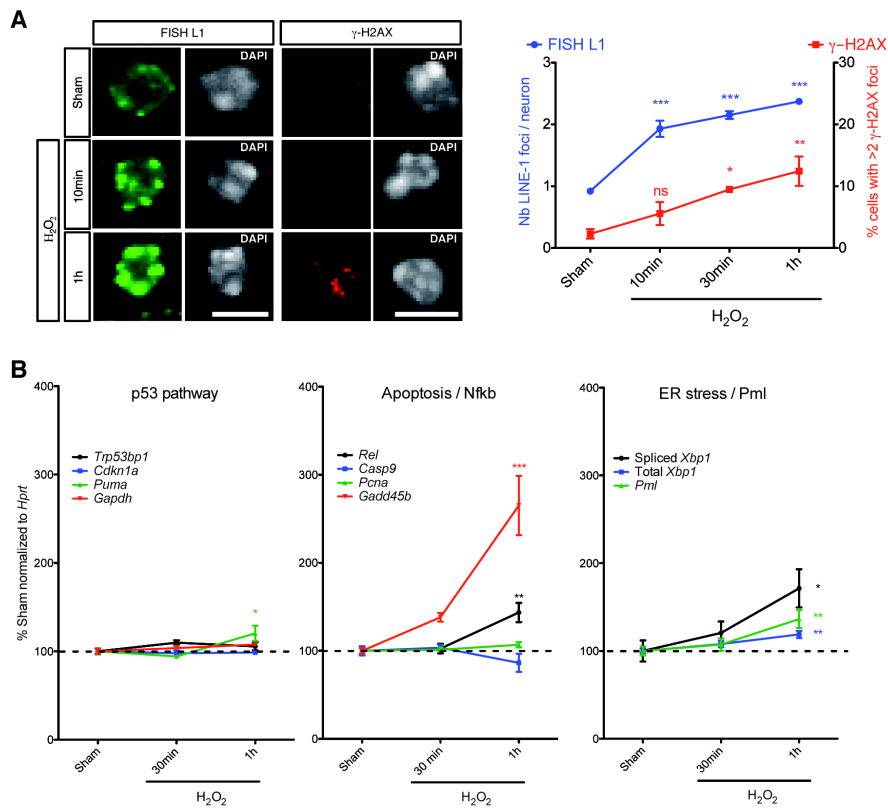 A
FISH L1
γ-H2AX
DAPI
DAPI
Sham
DAPI
DAPI
10min
H2O2
DAPI
DAPI
1h
FISH L1
γ−H2AX
3
2
1
0
Nb LINE-1 foci / neuron
30
20
10
0
% cells with >2 γ-H2AX foci
***
***
***
ns
*
**
Sham
10min
30min
1h
H2O2
B
p53 pathway
Trp53bp1
Cdkn1a
Puma
Gapdh
400
300
200
100
0
% Sham normalized to Hprt
*
Sham
30min
1h
H2O2
Apoptosis / Nfkb
Rel
Casp9
Pcna
Gadd45b
400
300
200
100
0
***
**
Sham
30 min
1h
H2O2
ER stress / Pml
Spliced Xbp1
Total Xbp1
Pml
400
300
200
100
0
*
**
**
Sham
30min
1h
H2O2